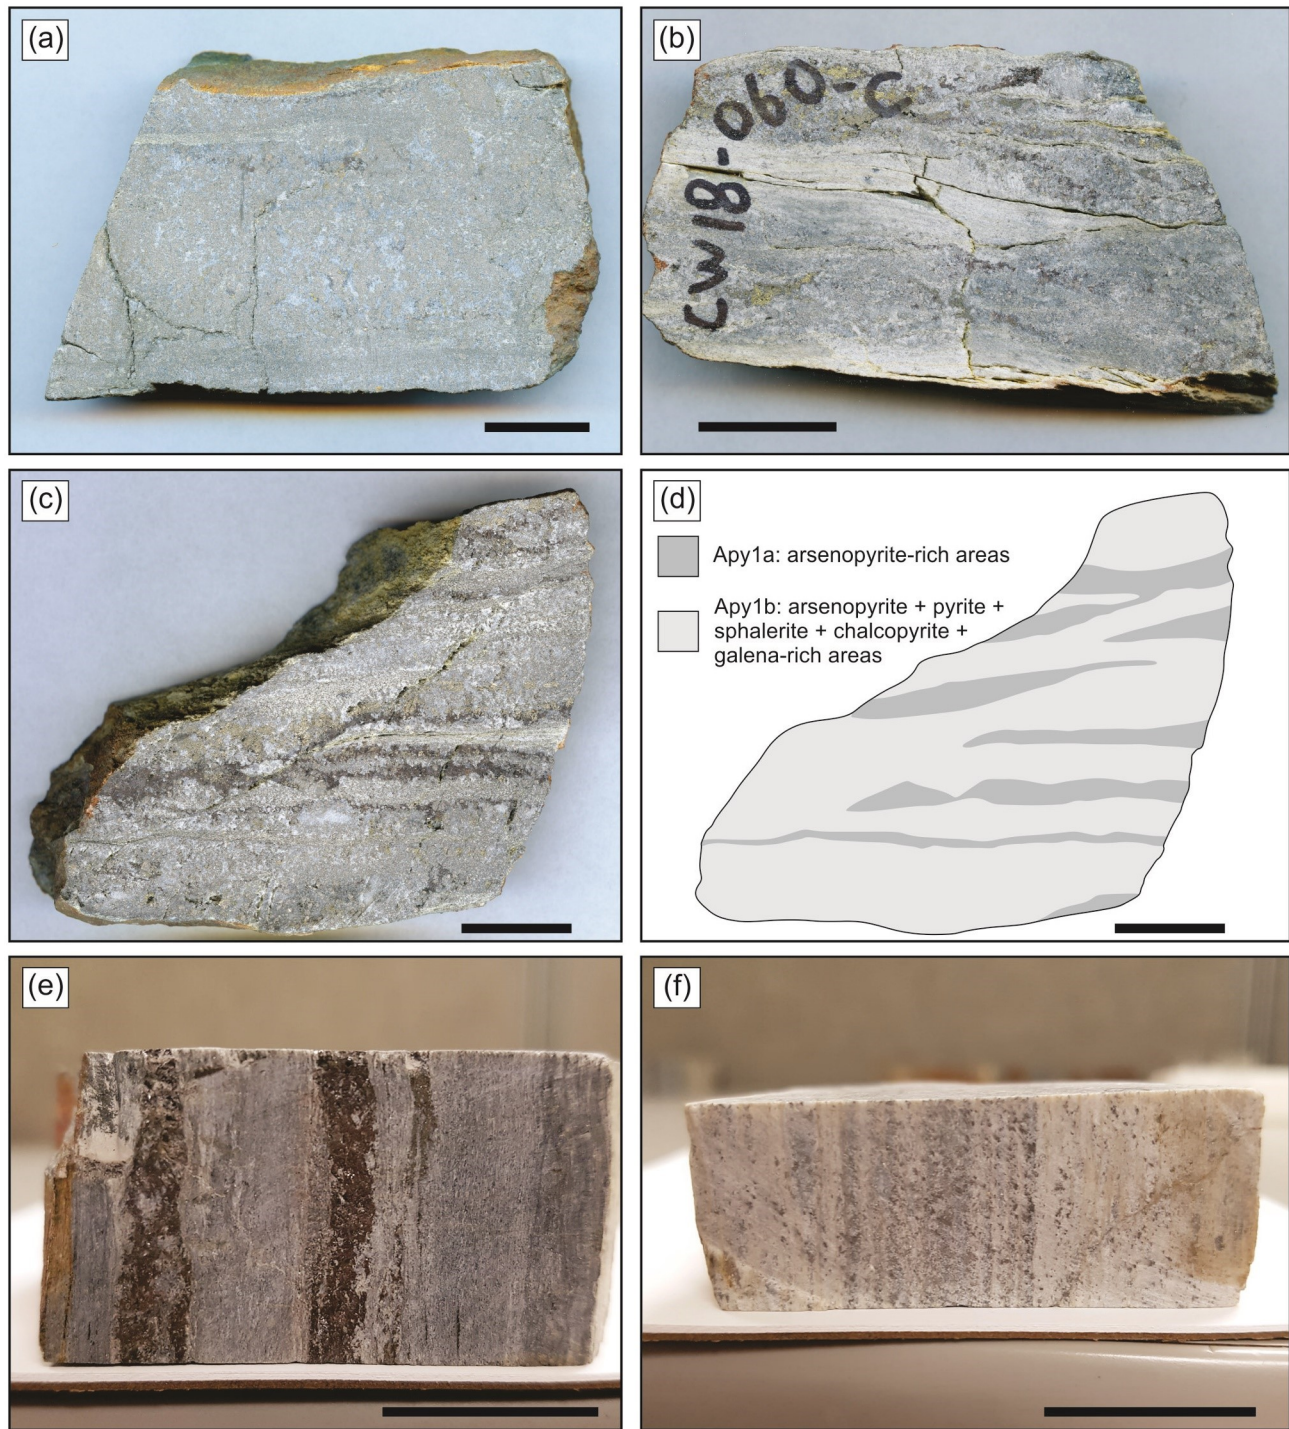 (a)
(b)
CW18-060-C
(c)
(d)
Apy1a: arsenopyrite-rich areas
Apy1b: arsenopyrite + pyrite +
sphalerite + chalcopyrite +
galena-rich areas
(e)
(f)